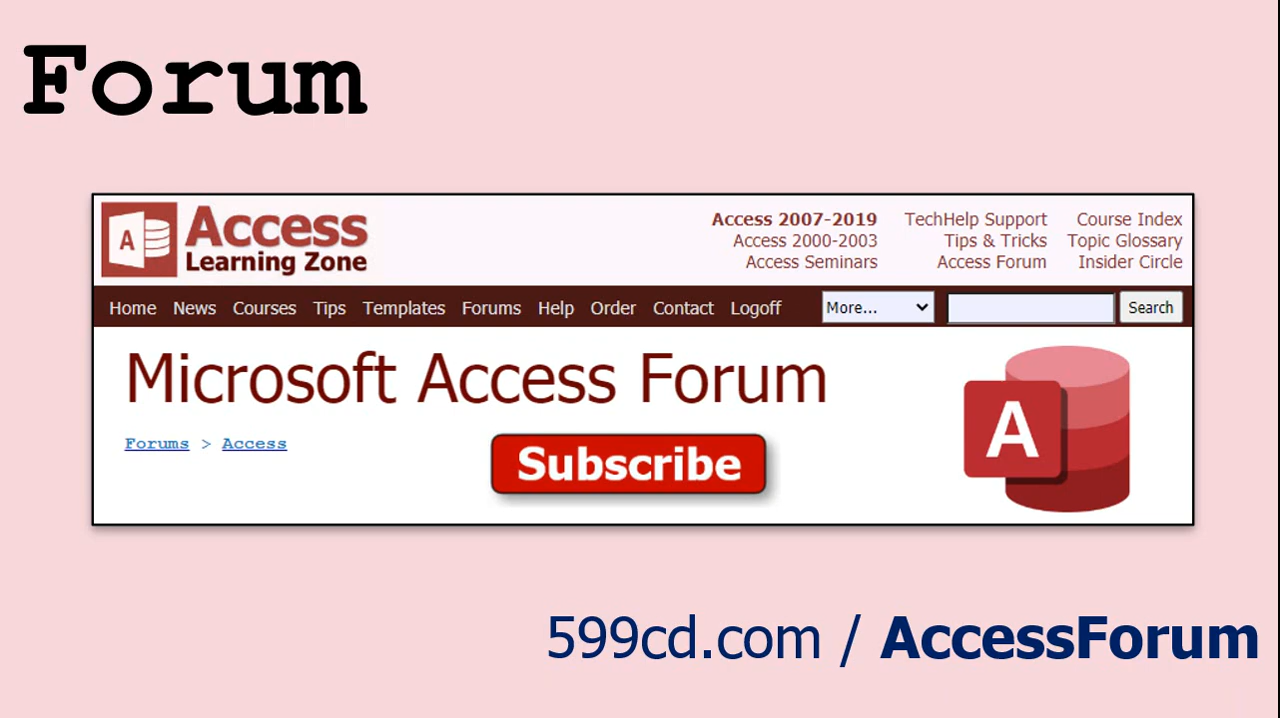 Forum
A
Access
Learning Zone
Access 2007-2019 TechHelp Support Course Index
Access 2000-2003 Tips & Tricks Topic Glossary
Access Seminars Access Forum Insider Circle
Home News Courses Tips Templates Forums Help Order Contact Logoff More... Search
Microsoft Access Forum
Forums > Access
Subscribe
A
599cd.com / AccessForum